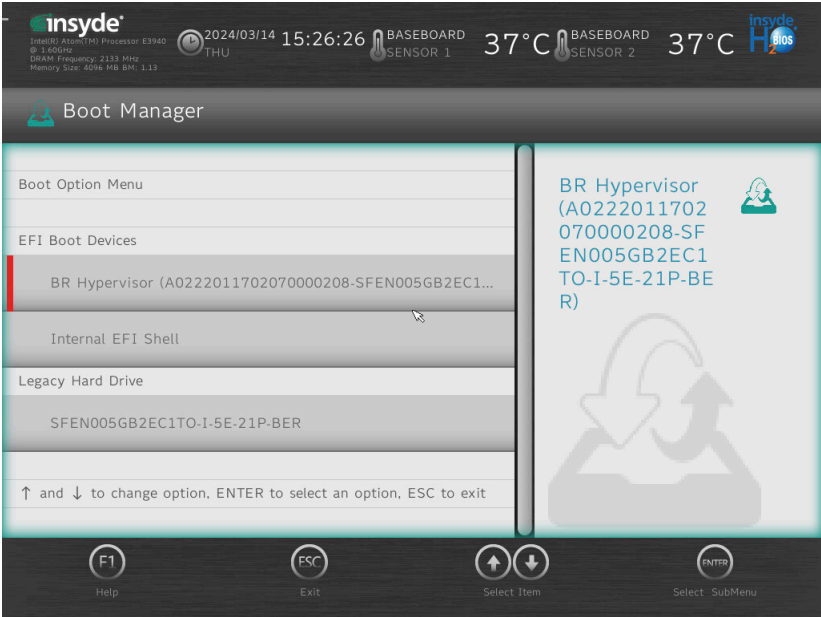 insyde®
Intel(R) Atom(TM) Processor E3940
@ 1.60GHz
DRAM Frequency: 2133 MHz
Memory Size: 4096 MB BM: 1.13
2024/03/14
THU
15:26:26
BASEBOARD
SENSOR 1
37°C
BASEBOARD
SENSOR 2
37°C
insyde
H2O BIOS
Boot Manager
Boot Option Menu
EFI Boot Devices
BR Hypervisor (A0222011702070000208-SFEN005GB2EC1...
Internal EFI Shell
Legacy Hard Drive
SFEN005GB2EC1TO-I-5E-21P-BER
↑ and ↓ to change option, ENTER to select an option, ESC to exit
BR Hypervisor
(A0222011702
070000208-SF
EN005GB2EC1
TO-I-5E-21P-BE
R)
F1
Help
ESC
Exit
Select Item
ENTER
Select SubMenu